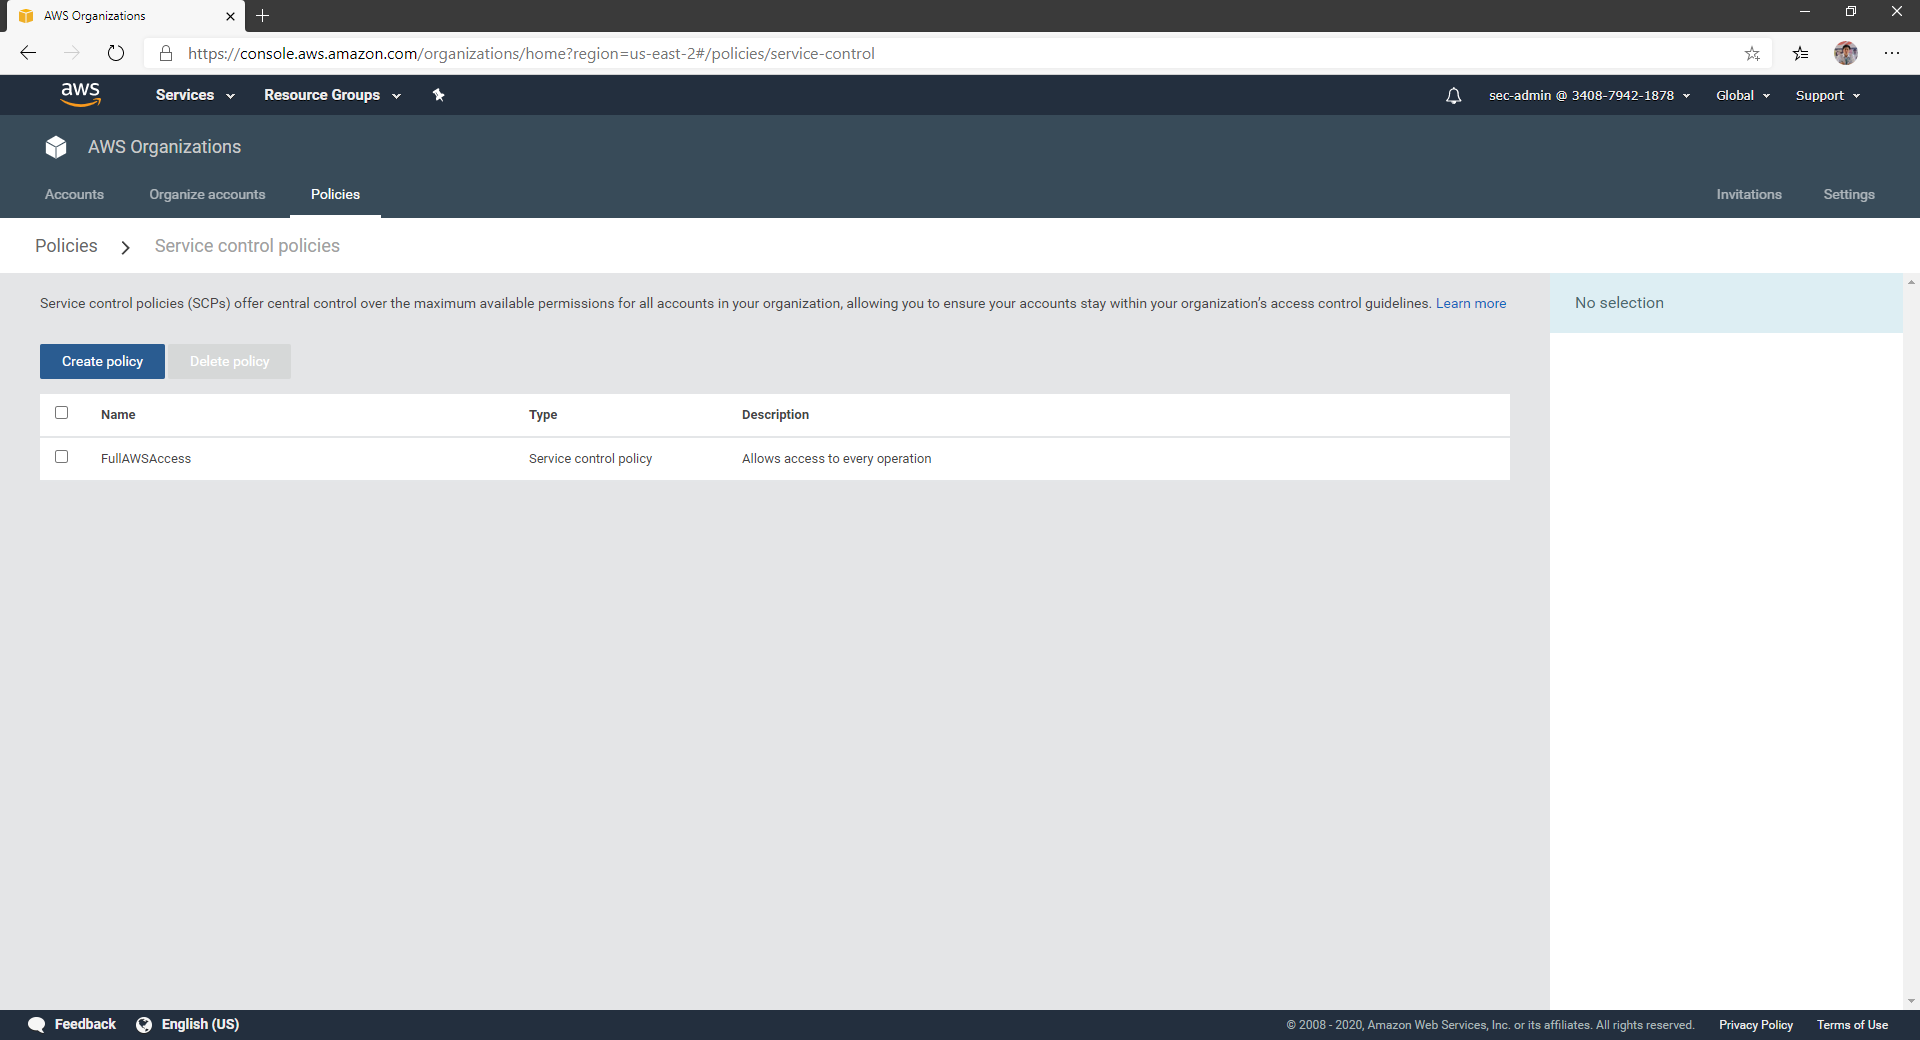 AWS Organizations
https://console.aws.amazon.com/organizations/home?region=us-east-2#/policies/service-control
aws Services Resource Groups sec-admin @ 3408-7942-1878 Global Support
AWS Organizations
Accounts Organize accounts Policies Invitations Settings
Policies Service control policies
Service control policies (SCPs) offer central control over the maximum available permissions for all accounts in your organization, allowing you to ensure your accounts stay within your organization’s access control guidelines. Learn more
No selection
Create policy Delete policy
Name Type Description
FullAWSAccess Service control policy Allows access to every operation
Feedback English (US) © 2008 - 2020, Amazon Web Services, Inc. or its affiliates. All rights reserved. Privacy Policy Terms of Use